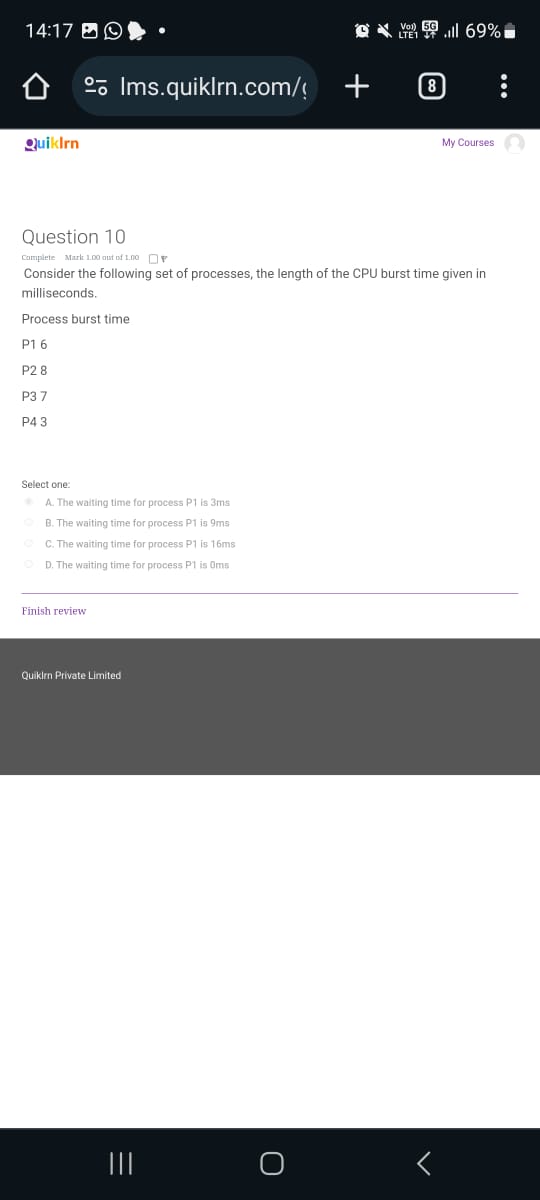 14:17
Vo)) LTE1 5G 69%
lms.quiklrn.com/
8
Quiklrn
My Courses
Question 10
Complete Mark 1.00 out of 1.00
Consider the following set of processes, the length of the CPU burst time given in
milliseconds.
Process burst time
P1 6
P2 8
P3 7
P4 3
Select one:
A. The waiting time for process P1 is 3ms
B. The waiting time for process P1 is 9ms
C. The waiting time for process P1 is 16ms
D. The waiting time for process P1 is 0ms
Finish review
Quiklrn Private Limited